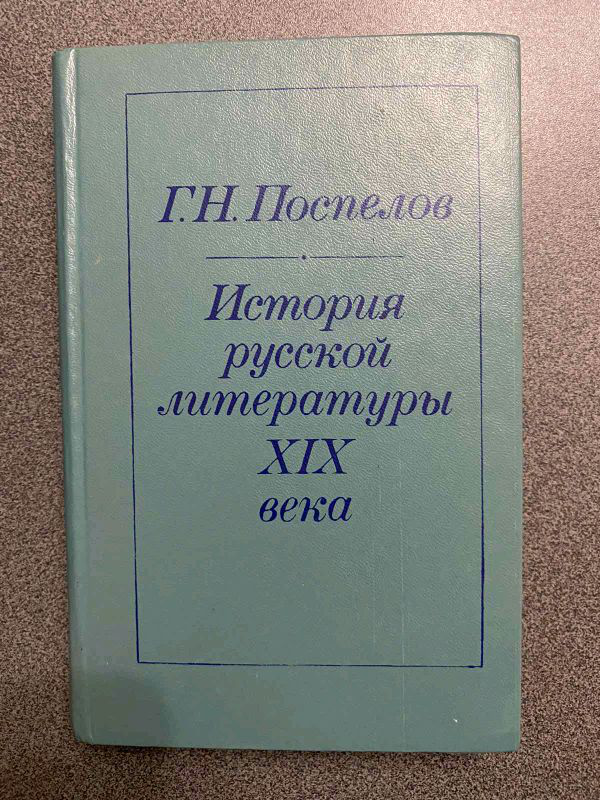 Г.Н. Поспелов
История
русской
литературы
XIX
века